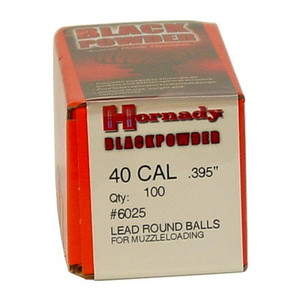 BLACK
POWDER
Hornady
BLACKPOWDER
40 CAL .395"
Qty: 100
#6025
LEAD ROUND BALLS
FOR MUZZLELOADING